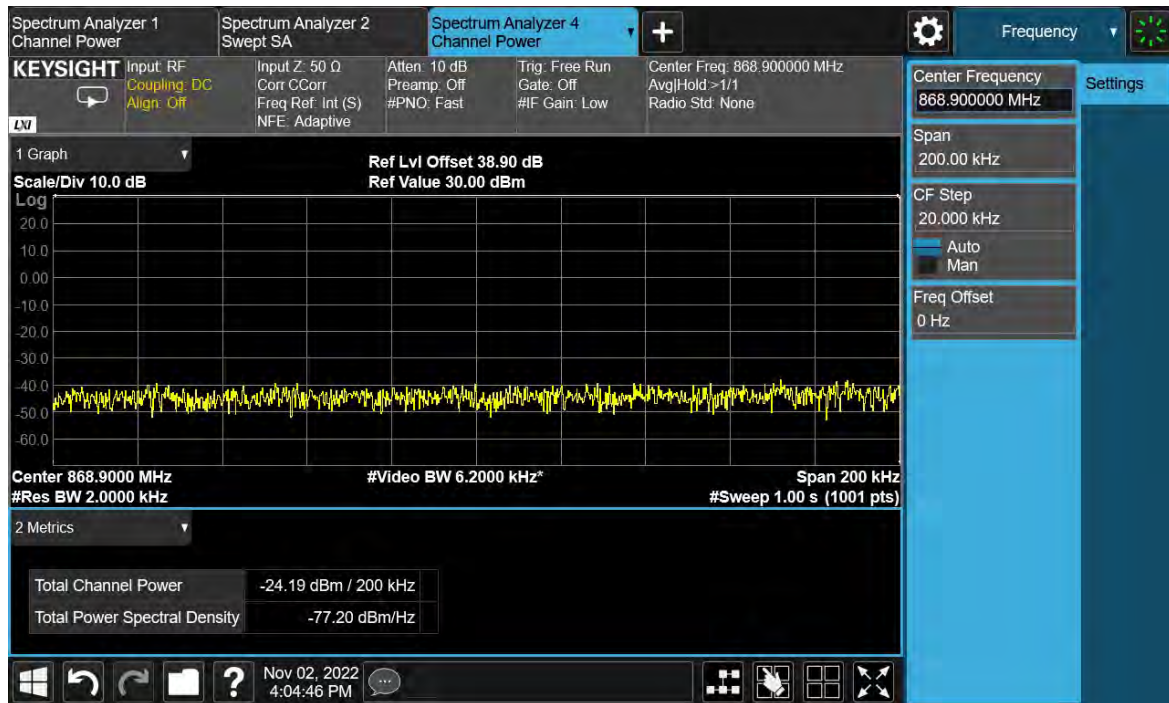 Spectrum Analyzer 1
Channel Power
Spectrum Analyzer 2
Swept SA
Spectrum Analyzer 4
Channel Power
Frequency
KEYSIGHT
LXI
Input: RF
Coupling: DC
Align: Off
Input Z: 50 Ω
Corr CCorr
Freq Ref: Int (S)
NFE: Adaptive
Atten: 10 dB
Preamp: Off
#PNO: Fast
Trig: Free Run
Gate: Off
#IF Gain: Low
Center Freq: 868.900000 MHz
Avg|Hold:>1/1
Radio Std: None
Center Frequency
868.900000 MHz
Settings
Span
200.00 kHz
CF Step
20.000 kHz
Auto
Man
Freq Offset
0 Hz
1 Graph
Scale/Div 10.0 dB
Ref Lvl Offset 38.90 dB
Ref Value 30.00 dBm
Log
20.0
10.0
0.00
-10.0
-20.0
-30.0
-40.0
-50.0
-60.0
Center 868.9000 MHz
#Video BW 6.2000 kHz*
Span 200 kHz
#Res BW 2.0000 kHz
#Sweep 1.00 s (1001 pts)
2 Metrics
Total Channel Power -24.19 dBm / 200 kHz
Total Power Spectral Density -77.20 dBm/Hz
?
Nov 02, 2022
4:04:46 PM